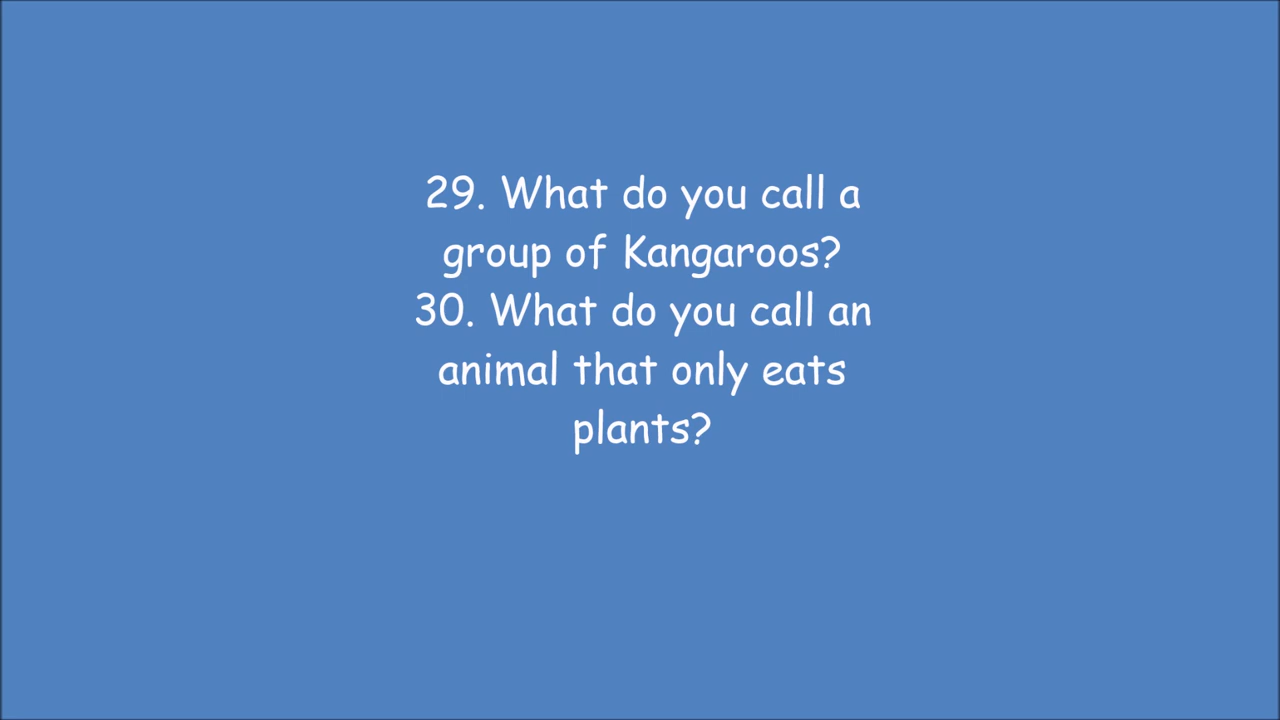 29. What do you call a
group of Kangaroos?
30. What do you call an
animal that only eats
plants?